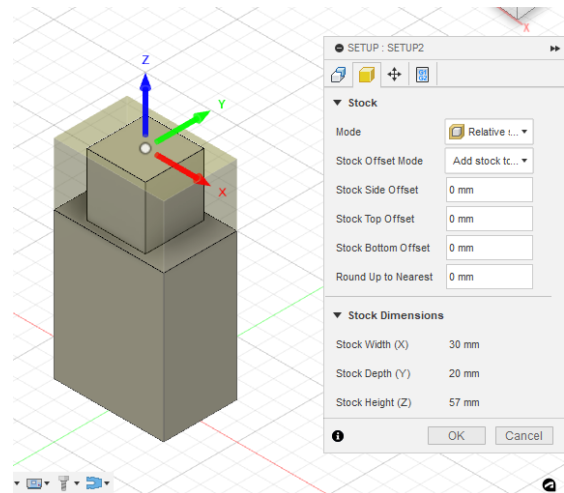 X
Z
Y
X
SETUP : SETUP2
Stock
Mode
Relative s...
Stock Offset Mode
Add stock to...
Stock Side Offset
0 mm
Stock Top Offset
0 mm
Stock Bottom Offset
0 mm
Round Up to Nearest
0 mm
Stock Dimensions
Stock Width (X)
30 mm
Stock Depth (Y)
20 mm
Stock Height (Z)
57 mm
OK
Cancel